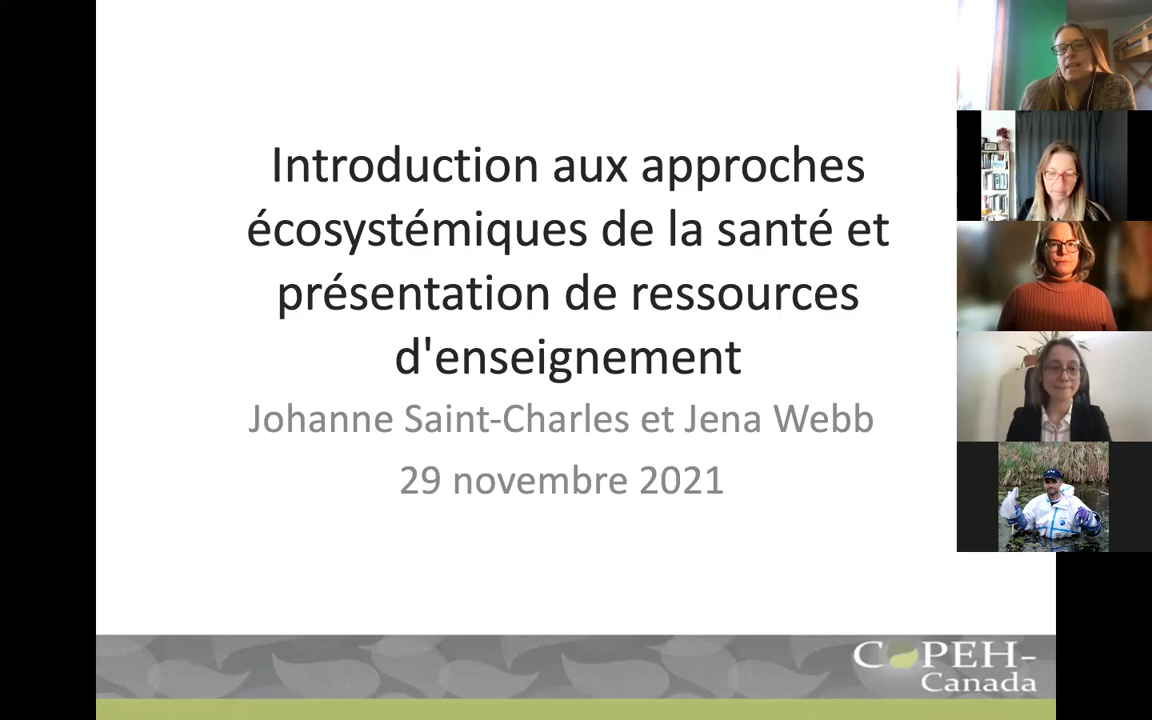 Introduction aux approches
écosystémiques de la santé et
présentation de ressources
d'enseignement
Johanne Saint-Charles et Jena Webb
29 novembre 2021
COPEH-
Canada